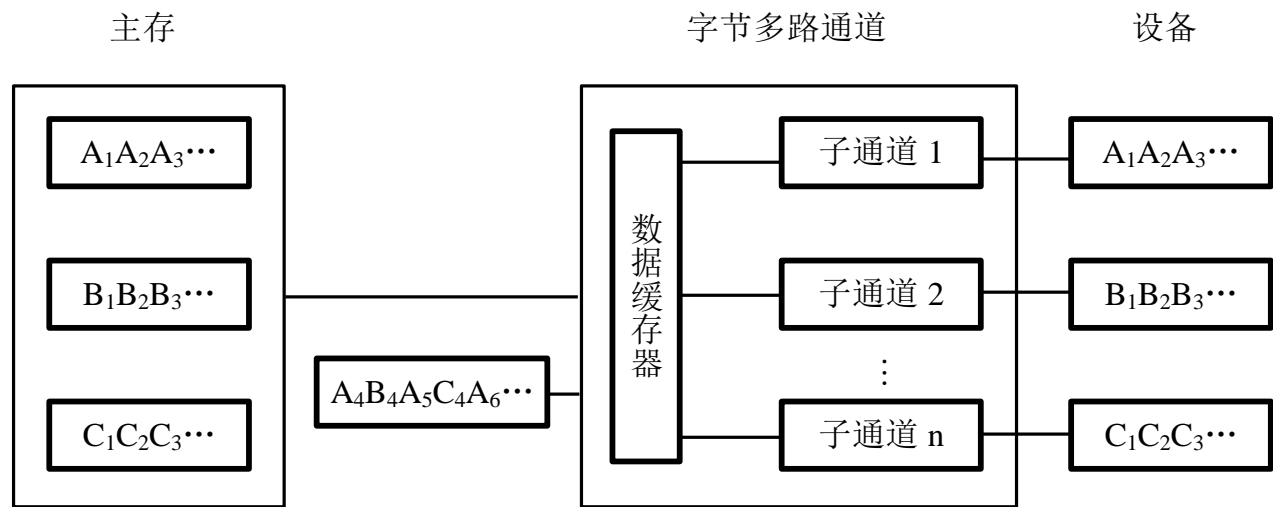 主存 字节多路通道 设备
A₁A₂A₃… 子通道 1 A₁A₂A₃…
数据缓存器
B₁B₂B₃… 子通道 2 B₁B₂B₃…
A₄B₄A₅C₄A₆… ⋮
C₁C₂C₃… 子通道 n C₁C₂C₃…